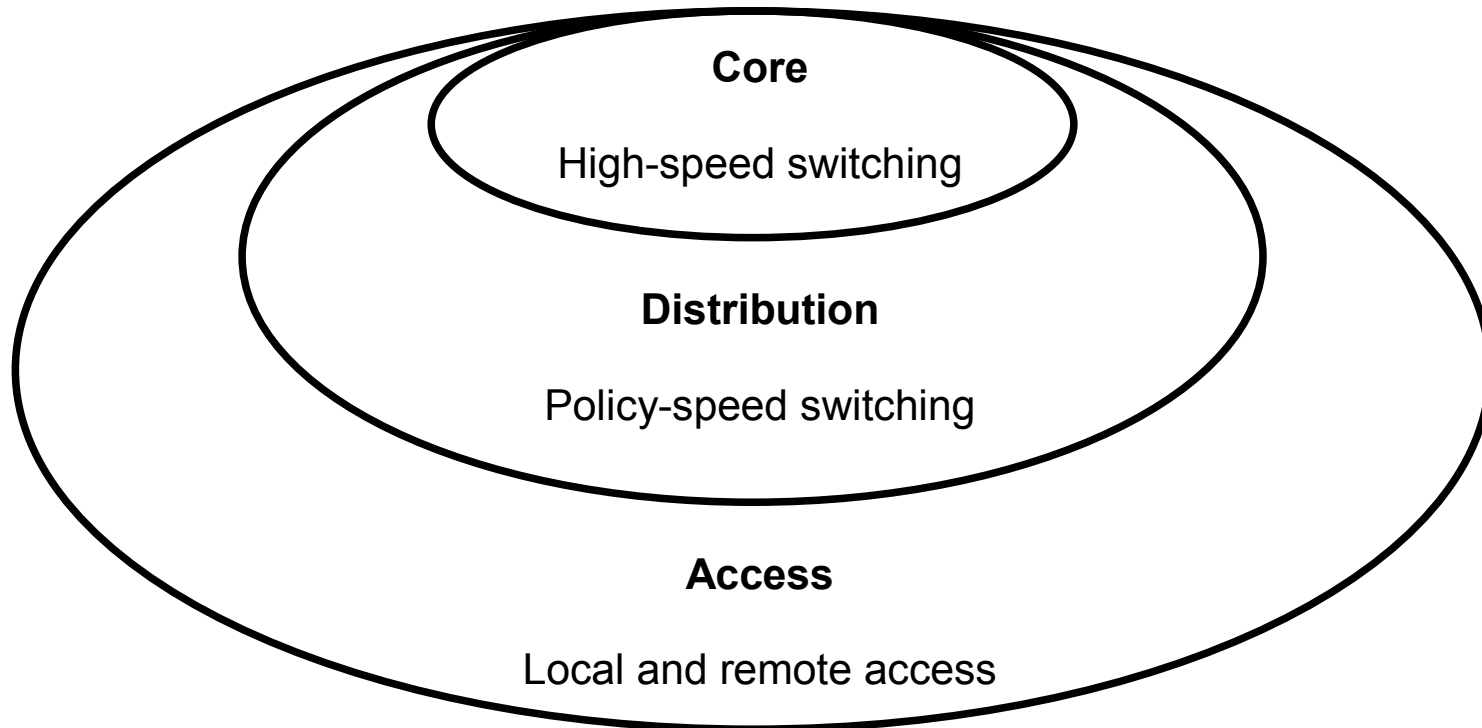 Core
High-speed switching
Distribution
Policy-speed switching
Access
Local and remote access